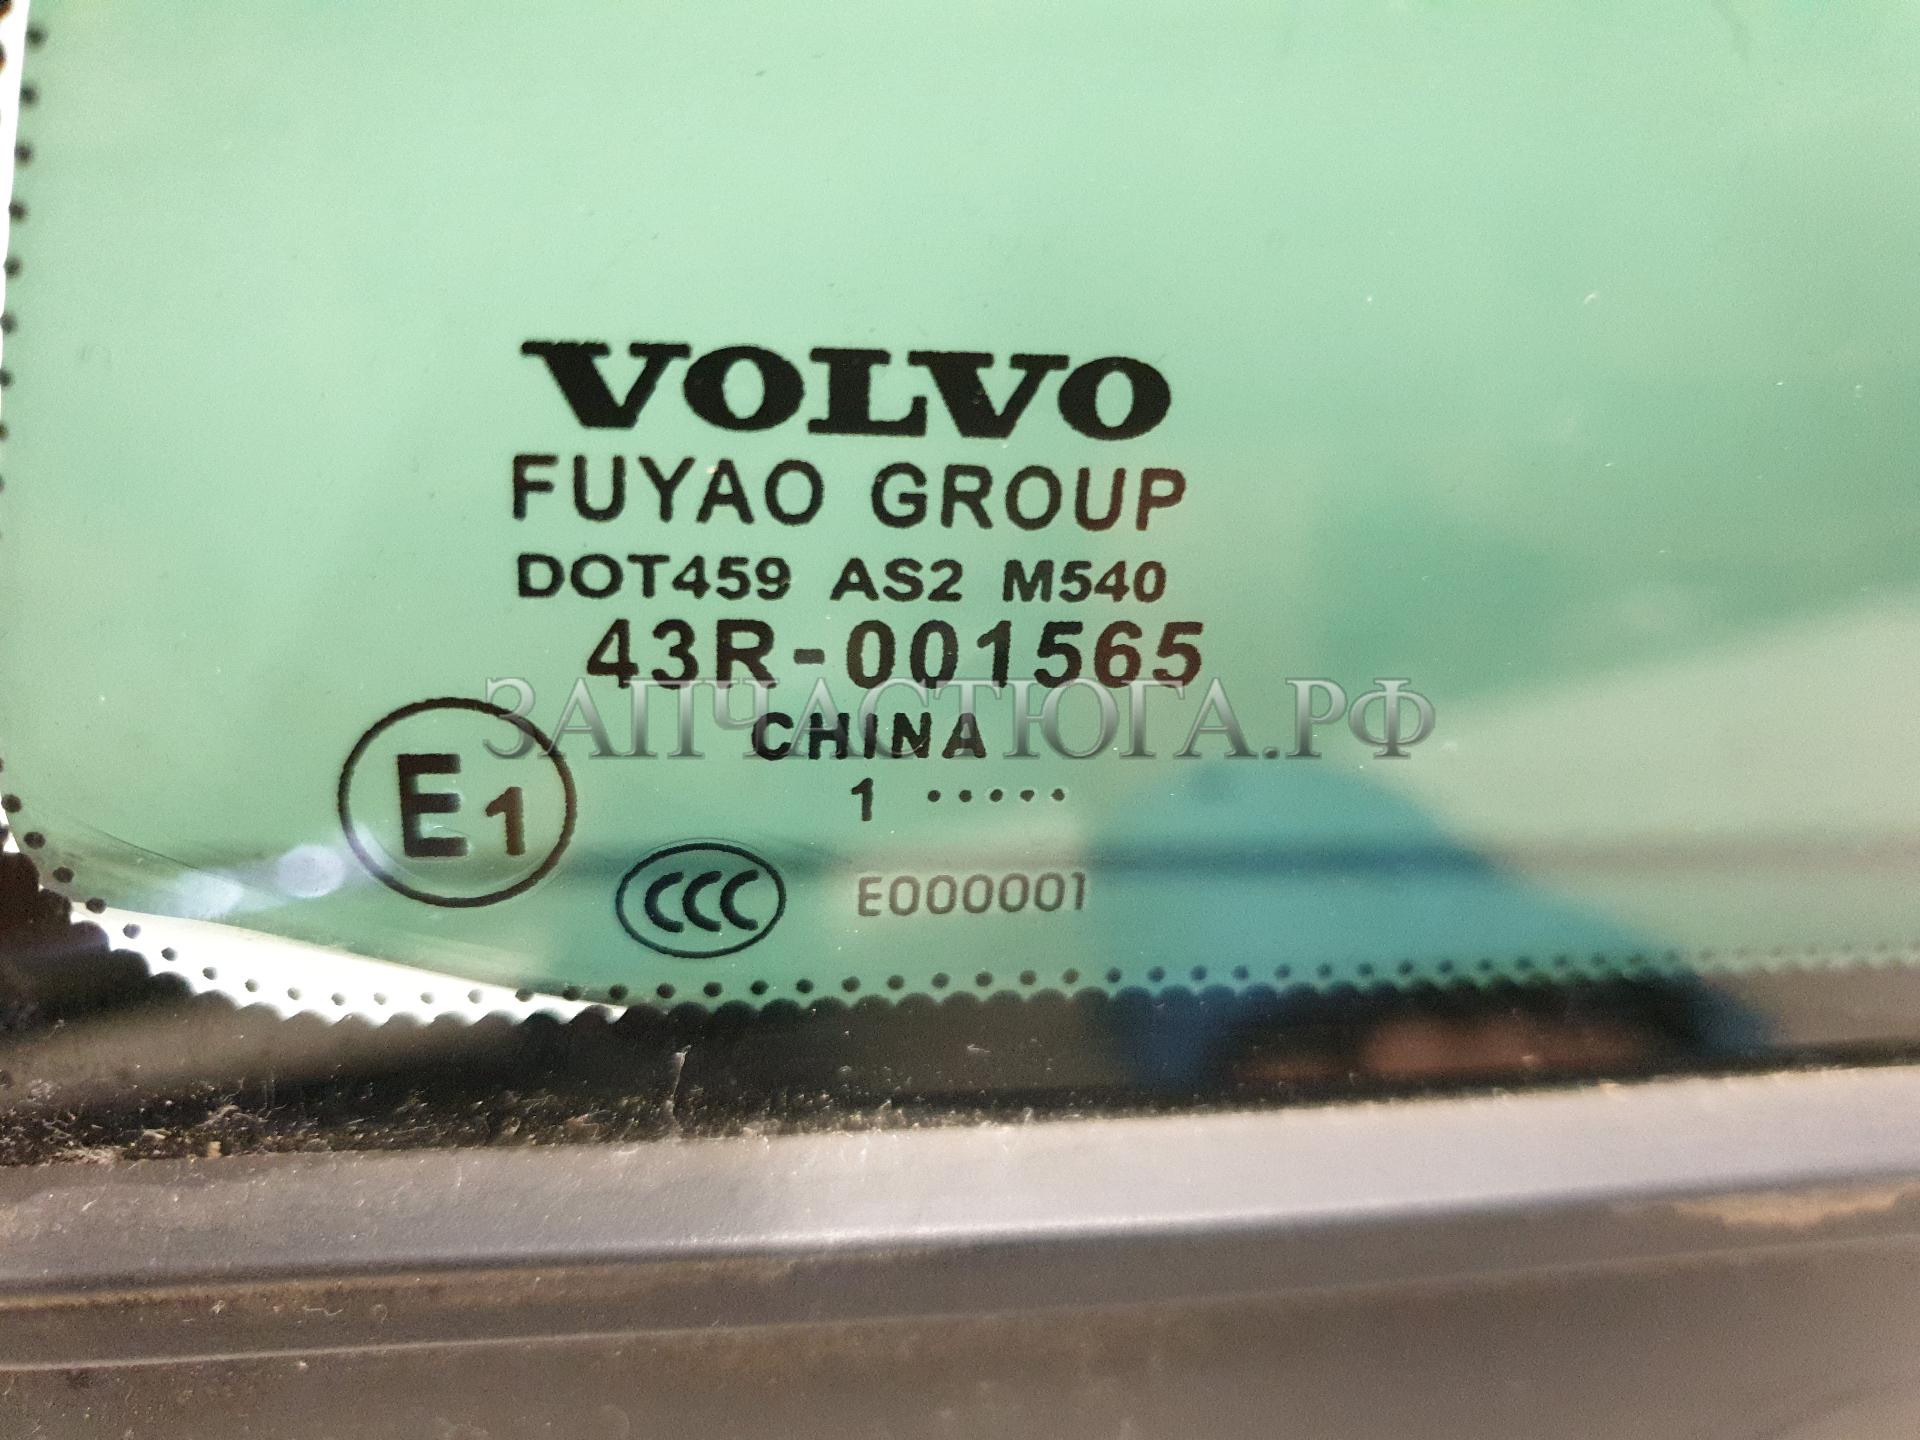 VOLVO
FUYAO GROUP
DOT459 AS2 M540
43R-001565
ЗАПЧАСТЮГА.РФ
CHINA
1 •••••
E1
CCC E000001